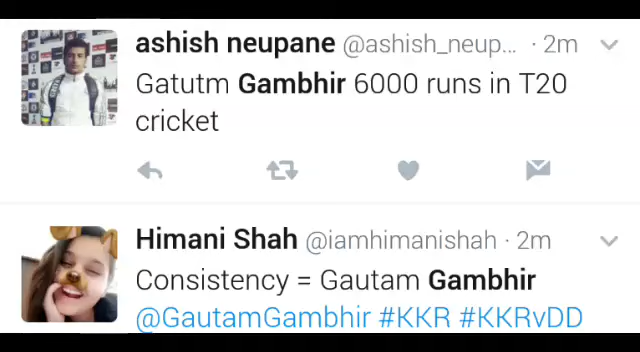 ashish neupane @ashish_neup... · 2m
Gatutm Gambhir 6000 runs in T20
cricket
Himani Shah @iamhimanishah · 2m
Consistency = Gautam Gambhir
@GautamGambhir #KKR #KKRvDD